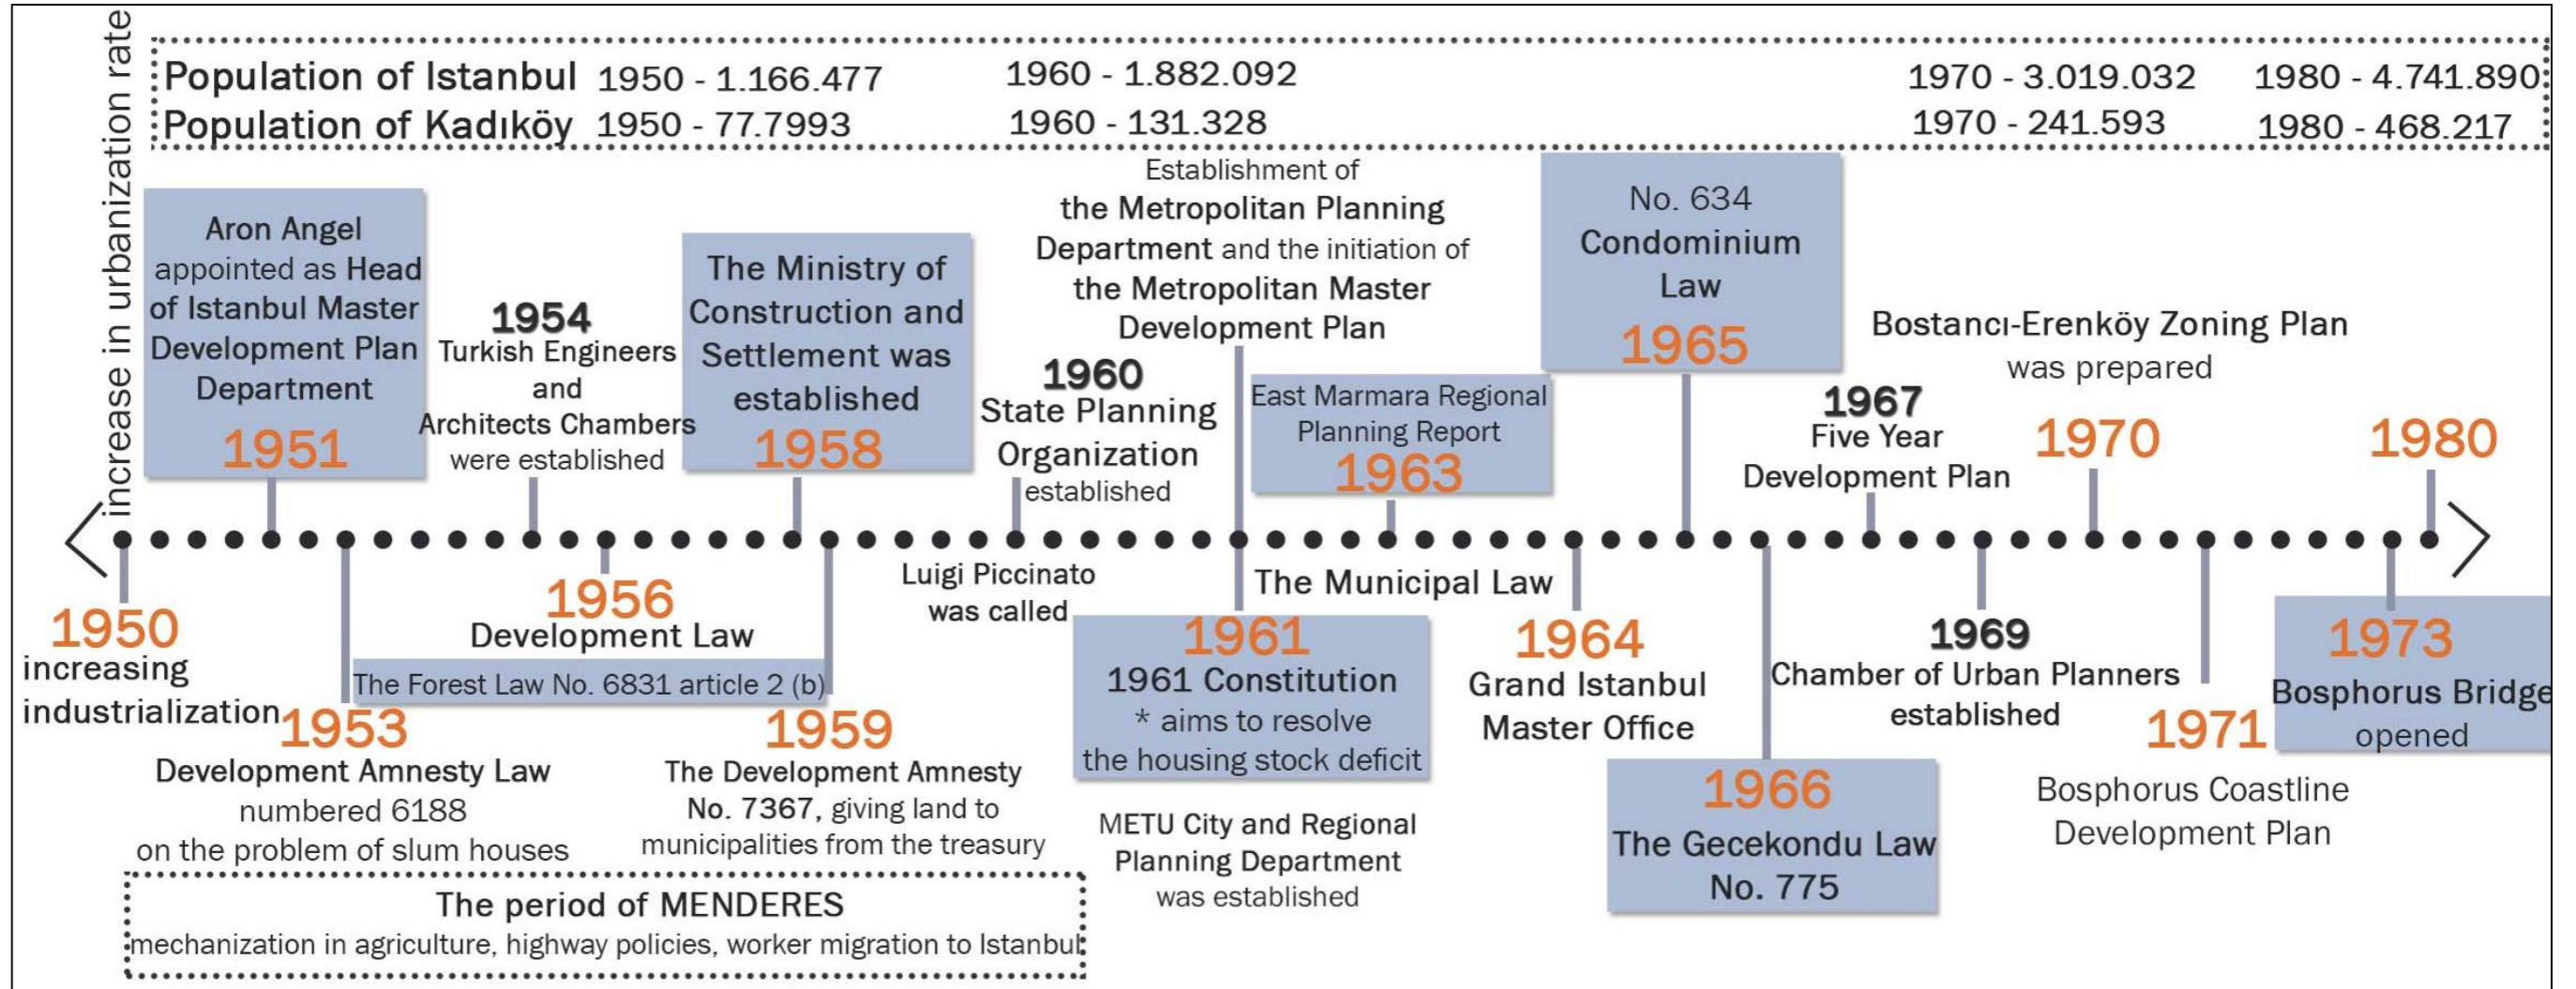 increase in urbanization rate
Population of Istanbul 1950 - 1.166.477 1960 - 1.882.092 1970 - 3.019.032 1980 - 4.741.890
Population of Kadıköy 1950 - 77.7993 1960 - 131.328 1970 - 241.593 1980 - 468.217
Aron Angel
appointed as Head
of Istanbul Master
Development Plan
Department
1951
1954
Turkish Engineers
and
Architects Chambers
were established
The Ministry of
Construction and
Settlement was
established
1958
1960
State Planning
Organization
established
Establishment of
the Metropolitan Planning
Department and the initiation of
the Metropolitan Master
Development Plan
East Marmara Regional
Planning Report
1963
No. 634
Condominium
Law
1965
1967
Five Year
Development Plan
Bostancı-Erenköy Zoning Plan
was prepared
1970
1980
1950
increasing
industrialization
1953
Development Amnesty Law
numbered 6188
on the problem of slum houses
1956
Development Law
The Forest Law No. 6831 article 2 (b)
1959
The Development Amnesty
No. 7367, giving land to
municipalities from the treasury
Luigi Piccinato
was called
1961
1961 Constitution
* aims to resolve
the housing stock deficit
METU City and Regional
Planning Department
was established
The Municipal Law
1964
Grand Istanbul
Master Office
1966
The Gecekondu Law
No. 775
1969
Chamber of Urban Planners
established
1971
Bosphorus Coastline
Development Plan
1973
Bosphorus Bridge
opened
The period of MENDERES
mechanization in agriculture, highway policies, worker migration to Istanbul